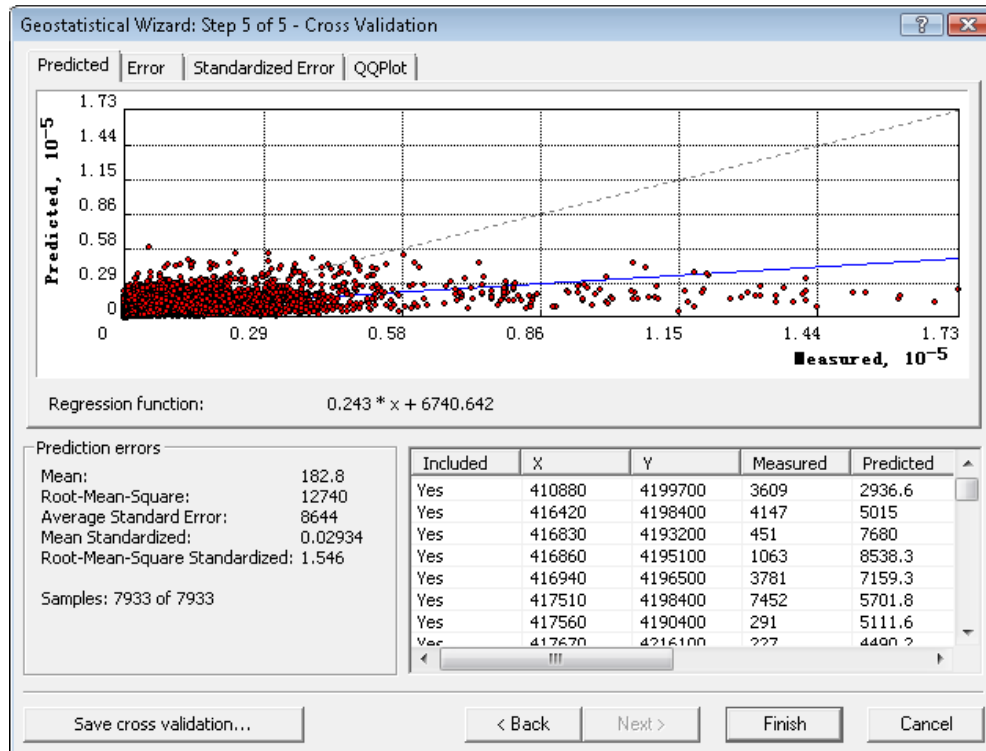 Geostatistical Wizard: Step 5 of 5 - Cross Validation
Predicted Error Standardized Error QQPlot
Predicted, 10-5
1.73
1.44
1.15
0.86
0.58
0.29
0
0 0.29 0.58 0.86 1.15 1.44 1.73
Measured, 10-5
Regression function: 0.243 * x + 6740.642
Prediction errors
Mean: 182.8
Root-Mean-Square: 12740
Average Standard Error: 8644
Mean Standardized: 0.02934
Root-Mean-Square Standardized: 1.546
Samples: 7933 of 7933
Included X Y Measured Predicted
Yes 410880 4199700 3609 2936.6
Yes 416420 4198400 4147 5015
Yes 416830 4193200 451 7680
Yes 416860 4195100 1063 8538.3
Yes 416940 4196500 3781 7159.3
Yes 417510 4198400 7452 5701.8
Yes 417560 4190400 291 5111.6
Yes 417670 4216100 227 4490.2
Save cross validation... < Back Next > Finish Cancel